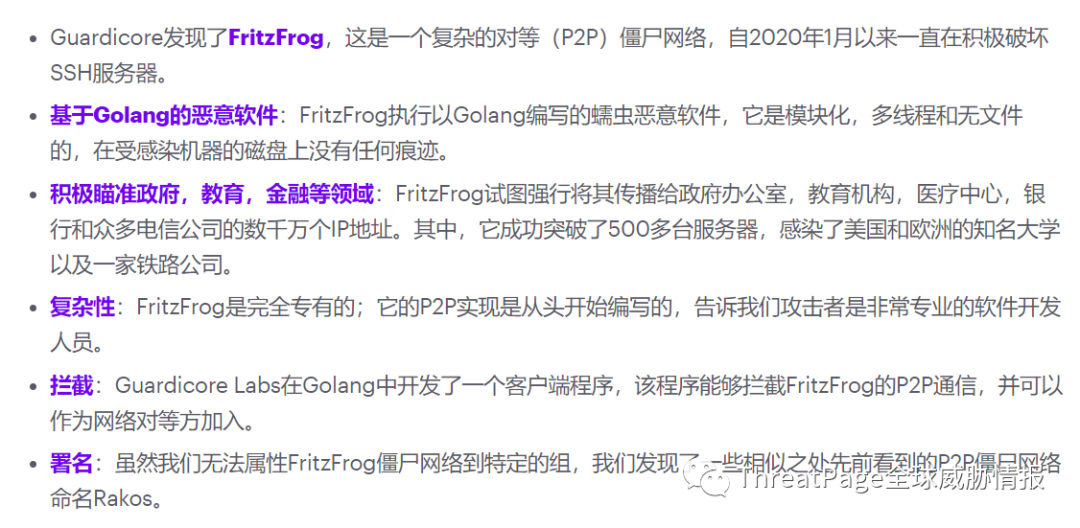 Guardicore发现了FritzFrog，这是一个复杂的对等（P2P）僵尸网络，自2020年1月以来一直在积极破坏
SSH服务器。
基于Golang的恶意软件：FritzFrog执行以Golang编写的蠕虫恶意软件，它是模块化，多线程和无文件
的，在受感染机器的磁盘上没有任何痕迹。
积极瞄准政府，教育，金融等领域：FritzFrog试图强行将其传播给政府办公室，教育机构，医疗中心，银
行和众多电信公司的数千万个IP地址。其中，它成功突破了500多台服务器，感染了美国和欧洲的知名大学
以及一家铁路公司。
复杂性：FritzFrog是完全专有的；它的P2P实现是从头开始编写的，告诉我们攻击者是非常专业的软件开发
人员。
拦截：Guardicore Labs在Golang中开发了一个客户端程序，该程序能够拦截FritzFrog的P2P通信，并可以
作为网络对等方加入。
署名：虽然我们无法属性FritzFrog僵尸网络到特定的组，我们发现了一些相似之处先前看到的P2P僵尸网络
命名Rakos。
ThreatPage全球威胁情报